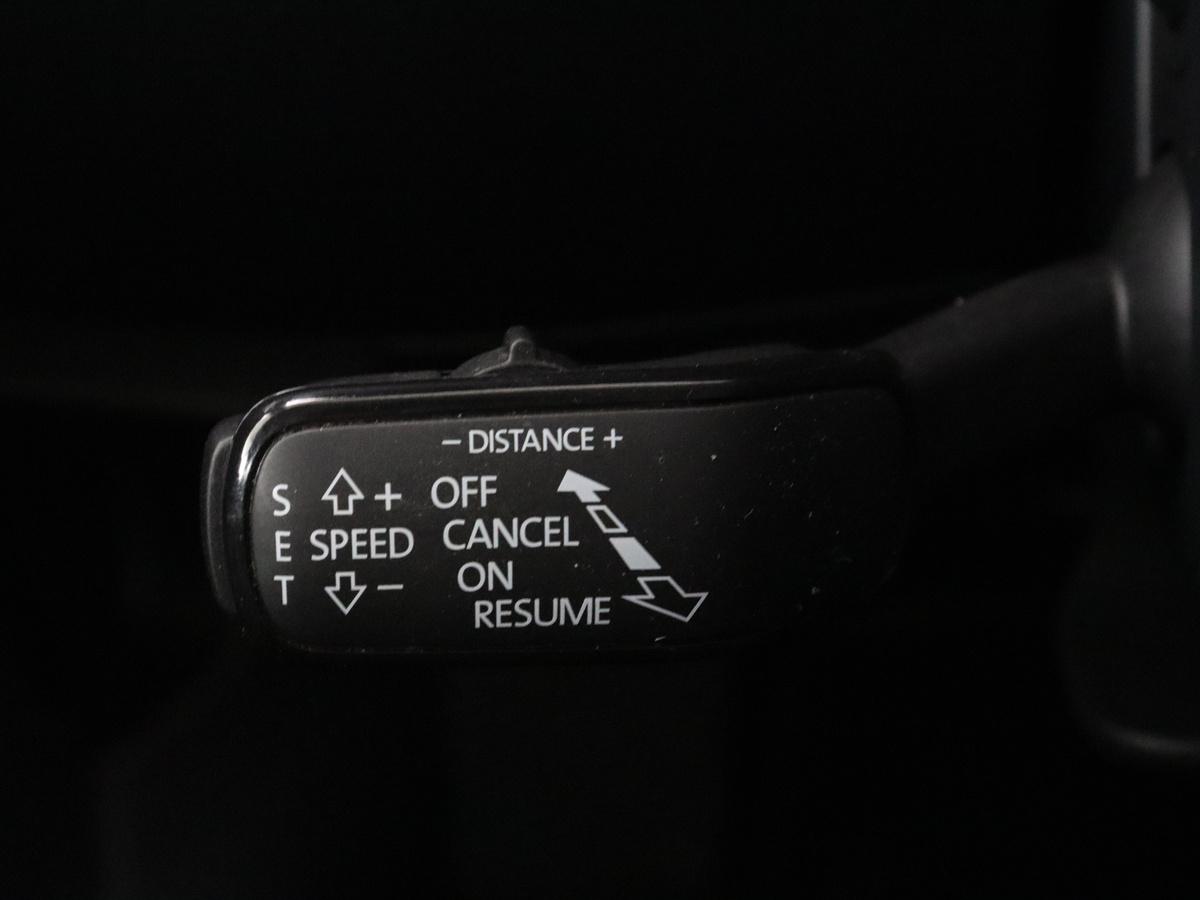 – DISTANCE +
S + OFF
E SPEED CANCEL
T – ON
RESUME